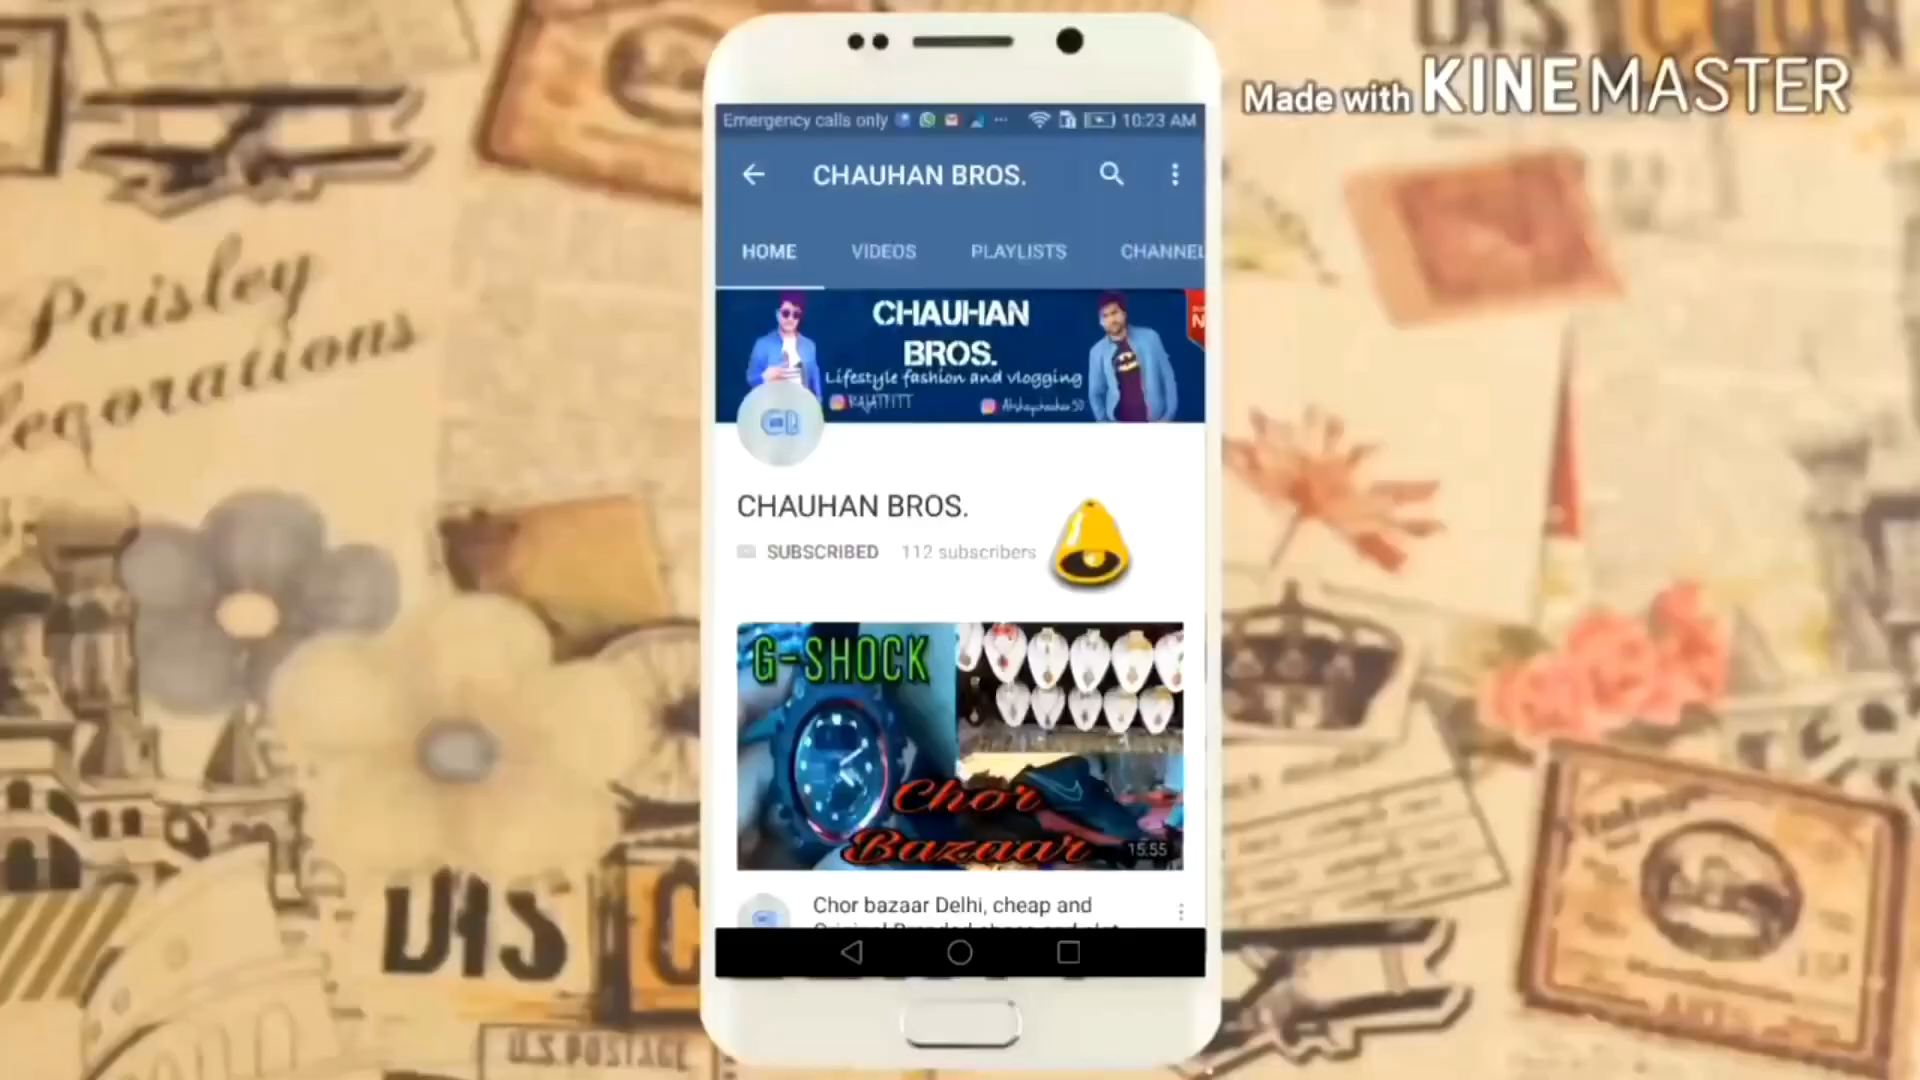 Made with KINEMASTER
Emergency calls only
10:23 AM
CHAUHAN BROS.
HOME VIDEOS PLAYLISTS CHANNEL
CHAUHAN
BROS.
Lifestyle fashion and vlogging
RAJATFITT
CHAUHAN BROS.
SUBSCRIBED 112 subscribers
G-SHOCK
Chor
Bazaar
15:55
Chor bazaar Delhi, cheap and
Paisley
DIS
U.S. POSTAGE